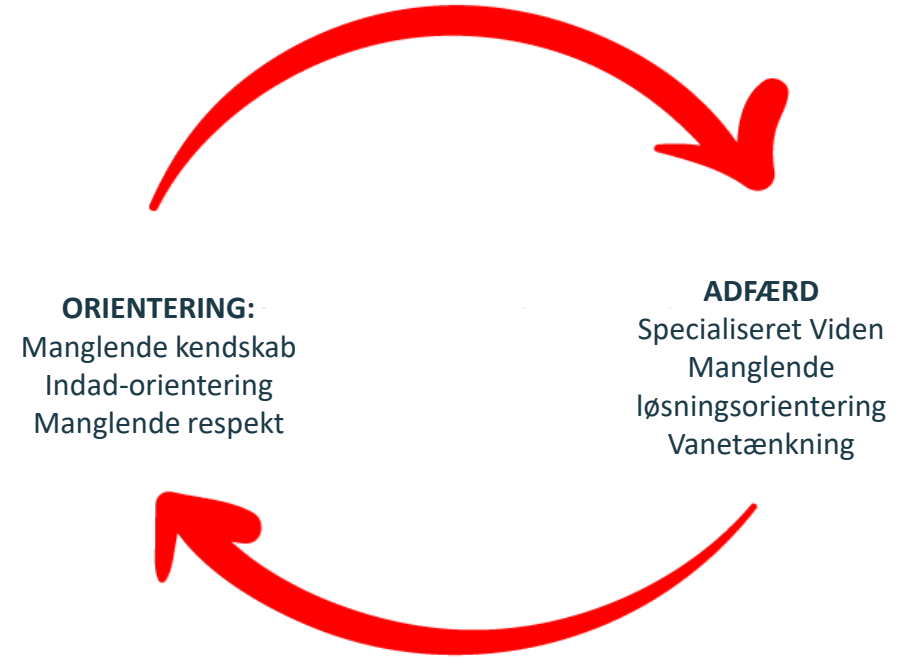 ORIENTERING:
Manglende kendskab
Indad-orientering
Manglende respekt
ADFÆRD
Specialiseret Viden
Manglende
løsningsorientering
Vanetænkning